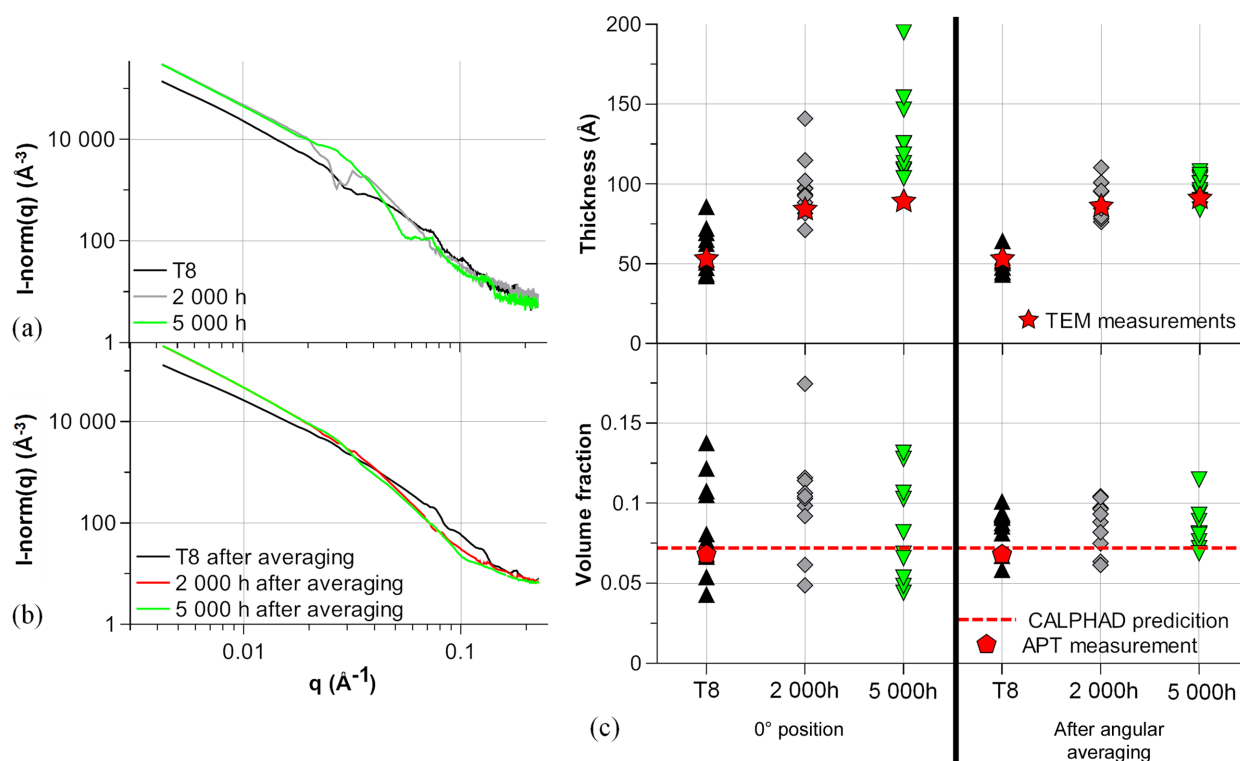 I-norm(q) (Å-3)
10 000
100
1
T8
2 000 h
5 000 h
(a)
I-norm(q) (Å-3)
10 000
100
1
T8 after averaging
2 000 h after averaging
5 000 h after averaging
(b)
0.01
0.1
q (Å-1)
Thickness (Å)
200
150
100
50
0
TEM measurements
Volume fraction
0.15
0.1
0.05
0
CALPHAD predicition
APT measurement
T8
2 000h
5 000h
T8
2 000h
5 000h
(c)
0° position
After angular
averaging